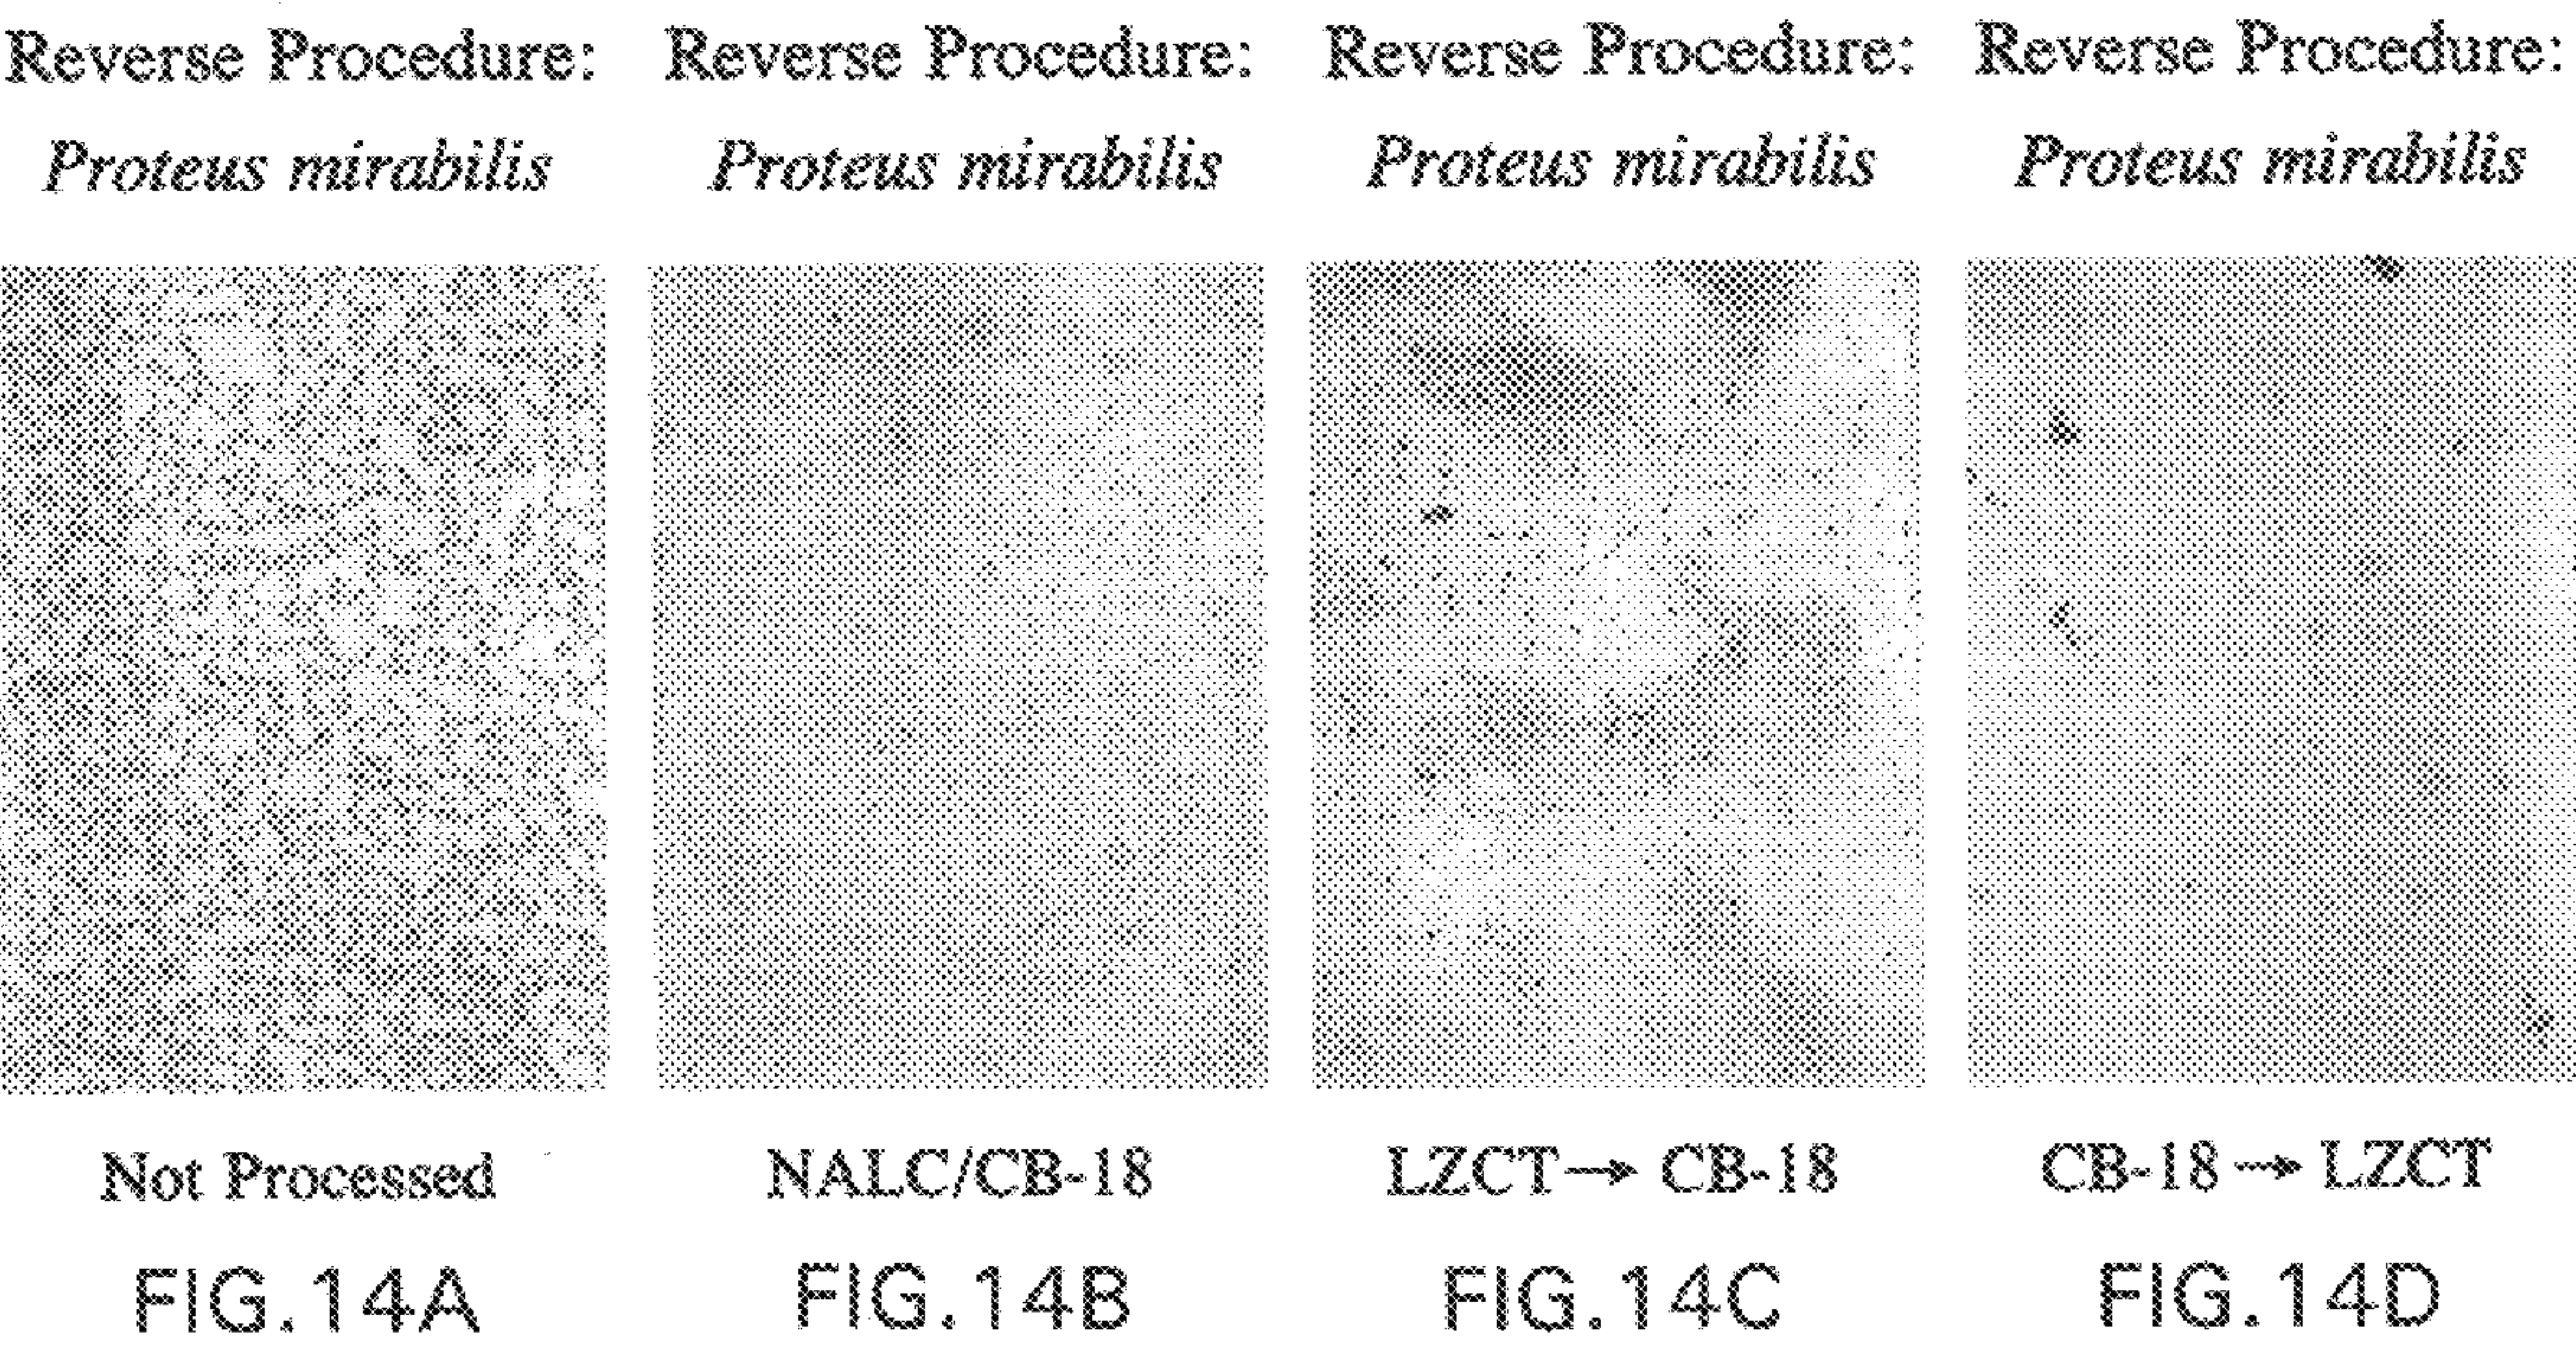 Reverse Procedure:
Proteus mirabilis
Not Processed
FIG.14A
Reverse Procedure:
Proteus mirabilis
NALC/CB-18
FIG.14B
Reverse Procedure:
Proteus mirabilis
LZCT→ CB-18
FIG.14C
Reverse Procedure:
Proteus mirabilis
CB-18→ LZCT
FIG.14D